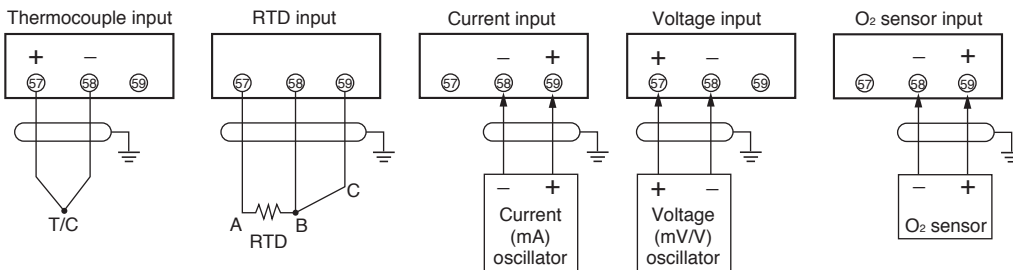 Thermocouple input
+ –
57 58 59
T/C
RTD input
57 58 59
A B C
RTD
Current input
– +
57 58 59
– +
Current
(mA)
oscillator
Voltage input
+ –
57 58 59
+ –
Voltage
(mV/V)
oscillator
O₂ sensor input
– +
57 58 59
– +
O₂ sensor